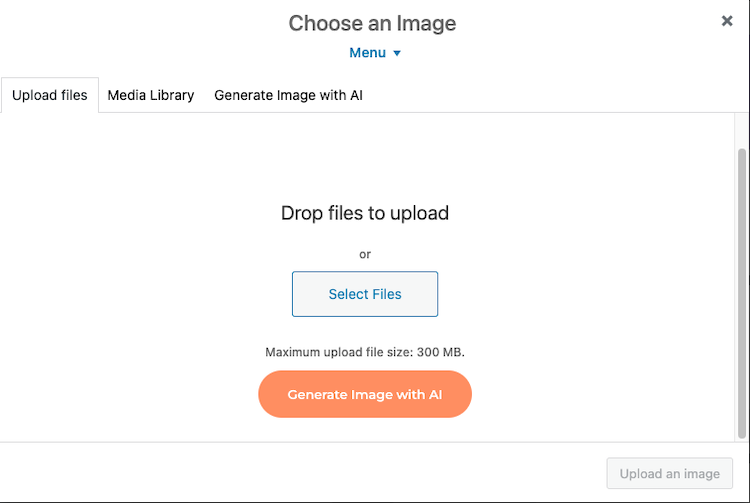 Choose an Image
Menu
Upload files
Media Library
Generate Image with AI
Drop files to upload
or
Select Files
Maximum upload file size: 300 MB.
Generate Image with AI
Upload an image